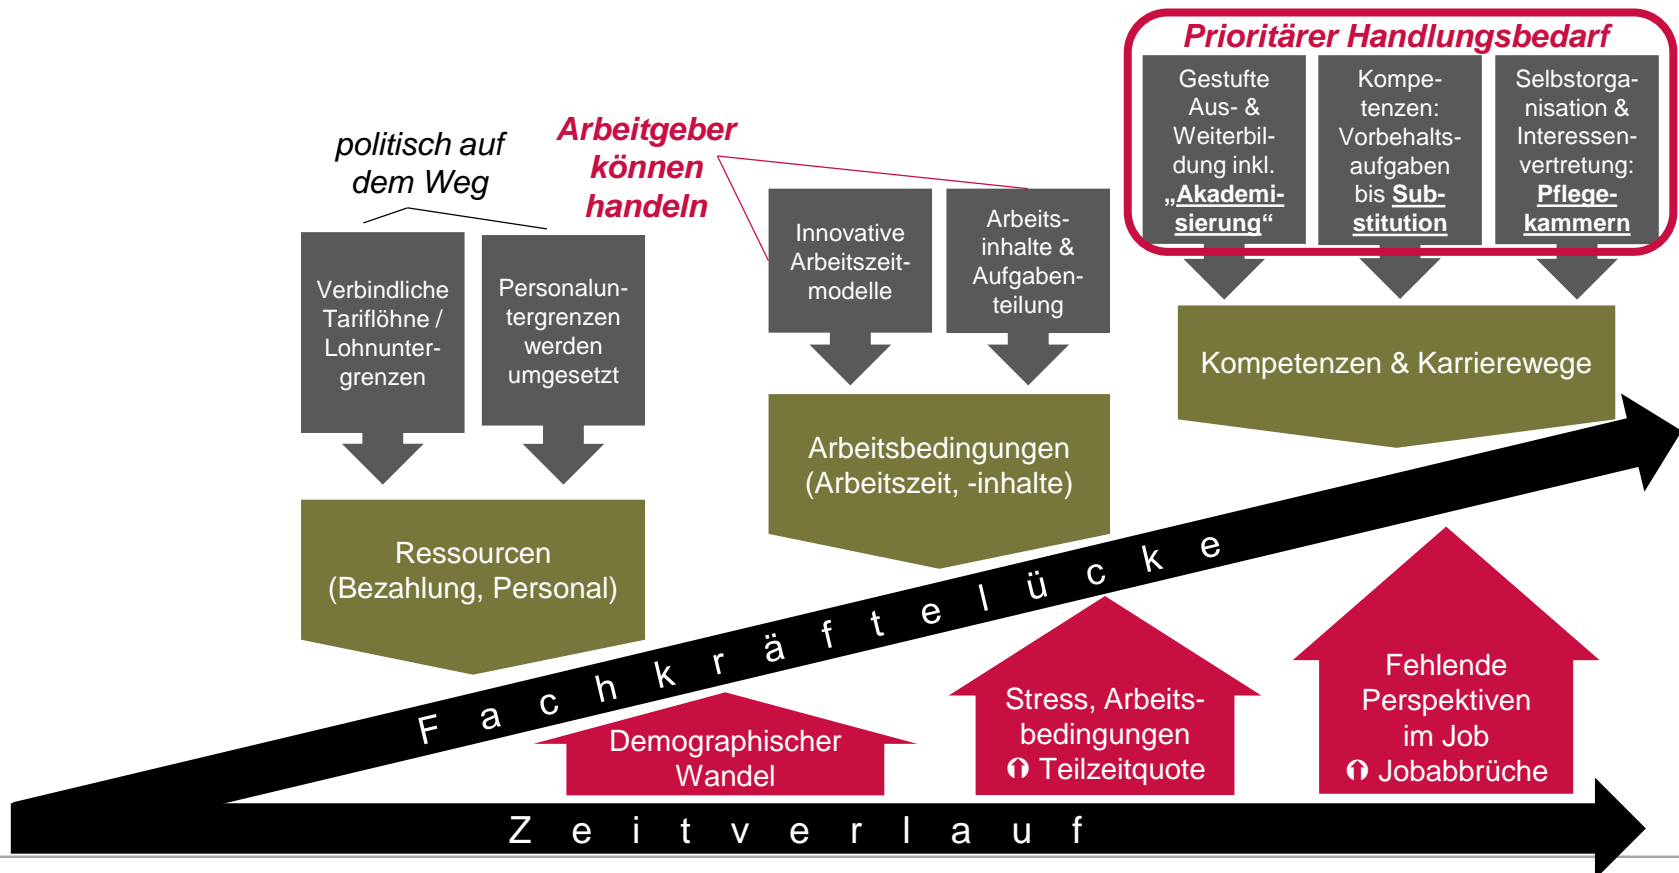 Prioritärer Handlungsbedarf
Gestufte
Aus- &
Weiterbil-
dung inkl.
„Akademi-
sierung“
Kompe-
tenzen:
Vorbehalts-
aufgaben
bis Sub-
stitution
Selbstorga-
nisation &
Interessen-
vertretung:
Pflege-
kammern
politisch auf
dem Weg
Arbeitgeber
können
handeln
Verbindliche
Tariflöhne /
Lohnunter-
grenzen
Personalun-
tergrenzen
werden
umgesetzt
Innovative
Arbeitszeit-
modelle
Arbeits-
inhalte &
Aufgaben-
teilung
Kompetenzen & Karrierewege
Arbeitsbedingungen
(Arbeitszeit, -inhalte)
Ressourcen
(Bezahlung, Personal)
Fachkräftelücke
Demographischer
Wandel
Stress, Arbeits-
bedingungen
⮉ Teilzeitquote
Fehlende
Perspektiven
im Job
⮉ Jobabbrüche
Zeitverlauf